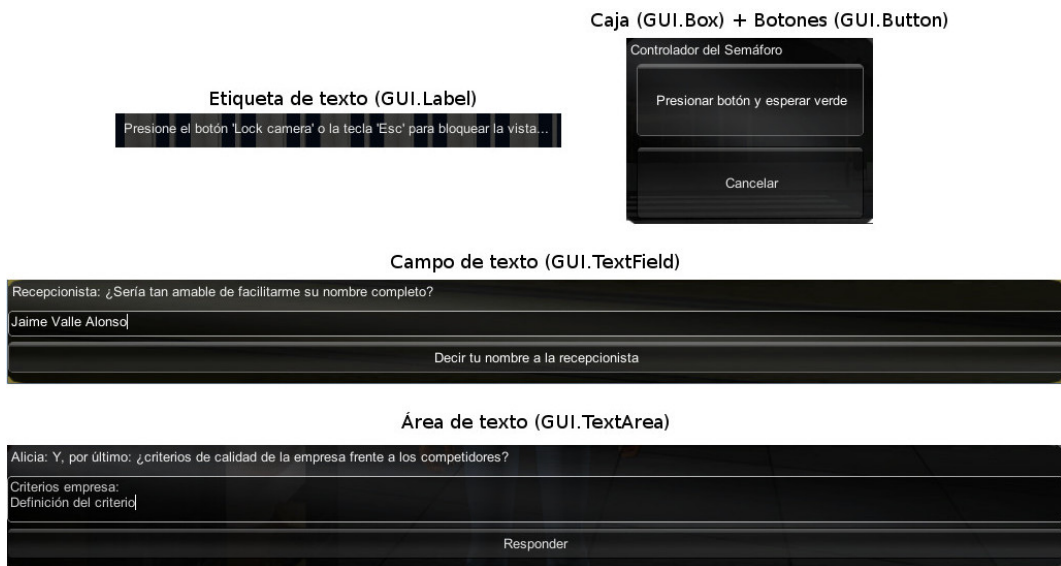 Caja (GUI.Box) + Botones (GUI.Button)
Controlador del Semáforo
Presionar botón y esperar verde
Cancelar
Etiqueta de texto (GUI.Label)
Presione el botón 'Lock camera' o la tecla 'Esc' para bloquear la vista...
Campo de texto (GUI.TextField)
Recepcionista: ¿Sería tan amable de facilitarme su nombre completo?
Jaime Valle Alonso
Decir tu nombre a la recepcionista
Área de texto (GUI.TextArea)
Alicia: Y, por último: ¿criterios de calidad de la empresa frente a los competidores?
Criterios empresa:
Definición del criterio
Responder